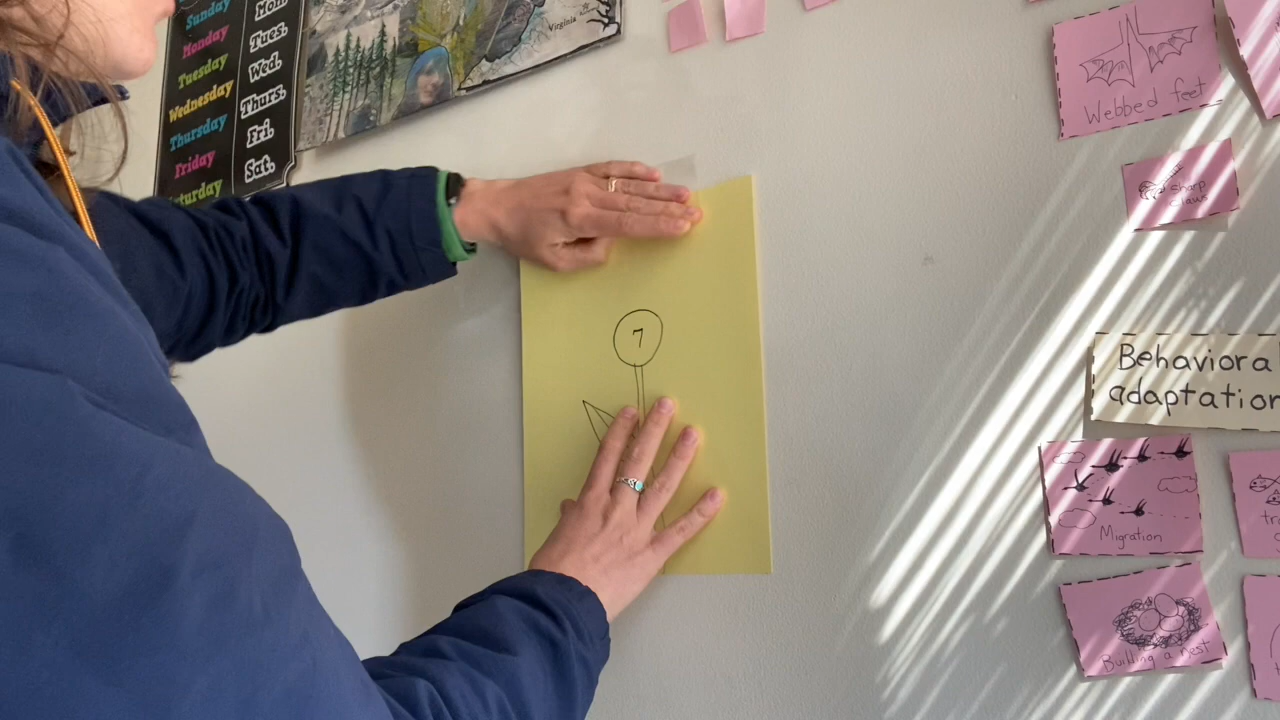 Sunday
Monday
Tuesday
Wednesday
Thursday
Friday
Mon.
Tues.
Wed.
Thurs.
Fri.
Sat.
Virginia
7
Webbed feet
sharp
claws
Behaviora
adaptation
Migration
Building a nest